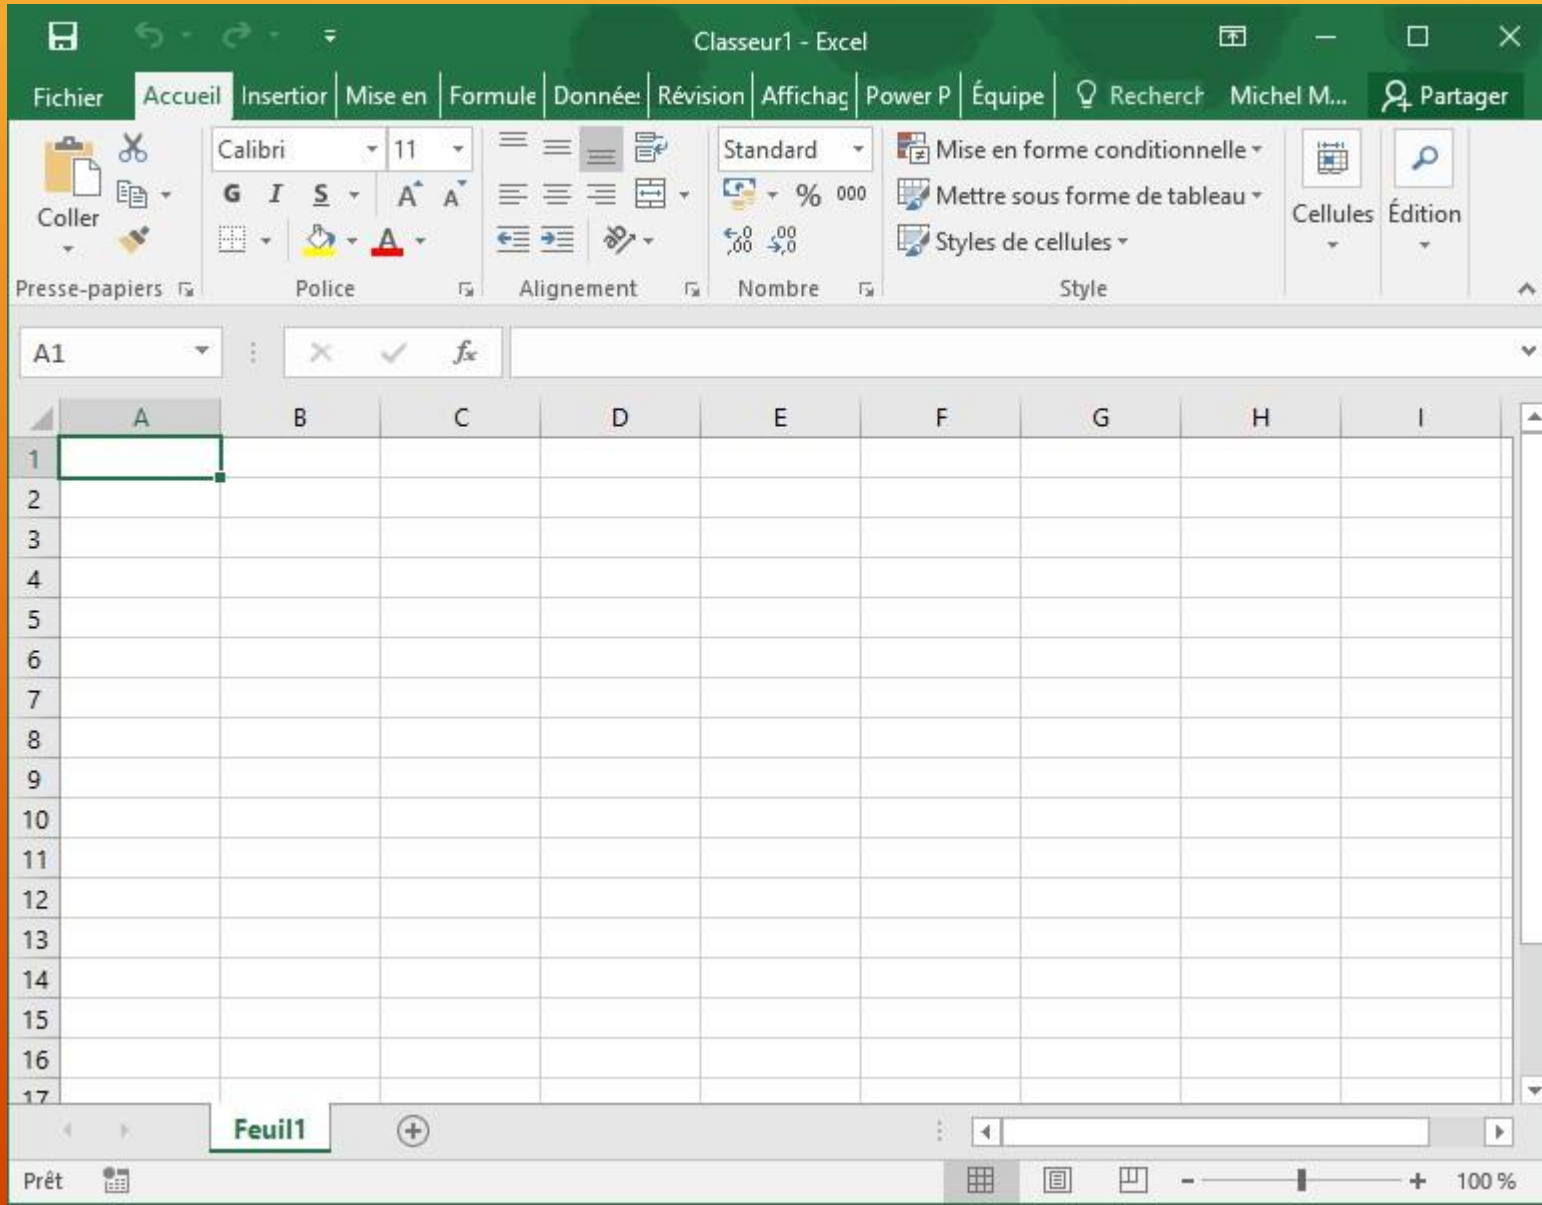 Classeur1 - Excel
Fichier Accueil Insertior Mise en Formule Données Révision Affichag Power P Équipe Recherch Michel M... Partager
Calibri 11 Standard Mise en forme conditionnelle
Coller G I S A A % 000 Mettre sous forme de tableau Cellules Édition
A Styles de cellules
Presse-papiers Police Alignement Nombre Style
A1 fx
A B C D E F G H I
1
2
3
4
5
6
7
8
9
10
11
12
13
14
15
16
17
Feuil1
Prêt 100 %